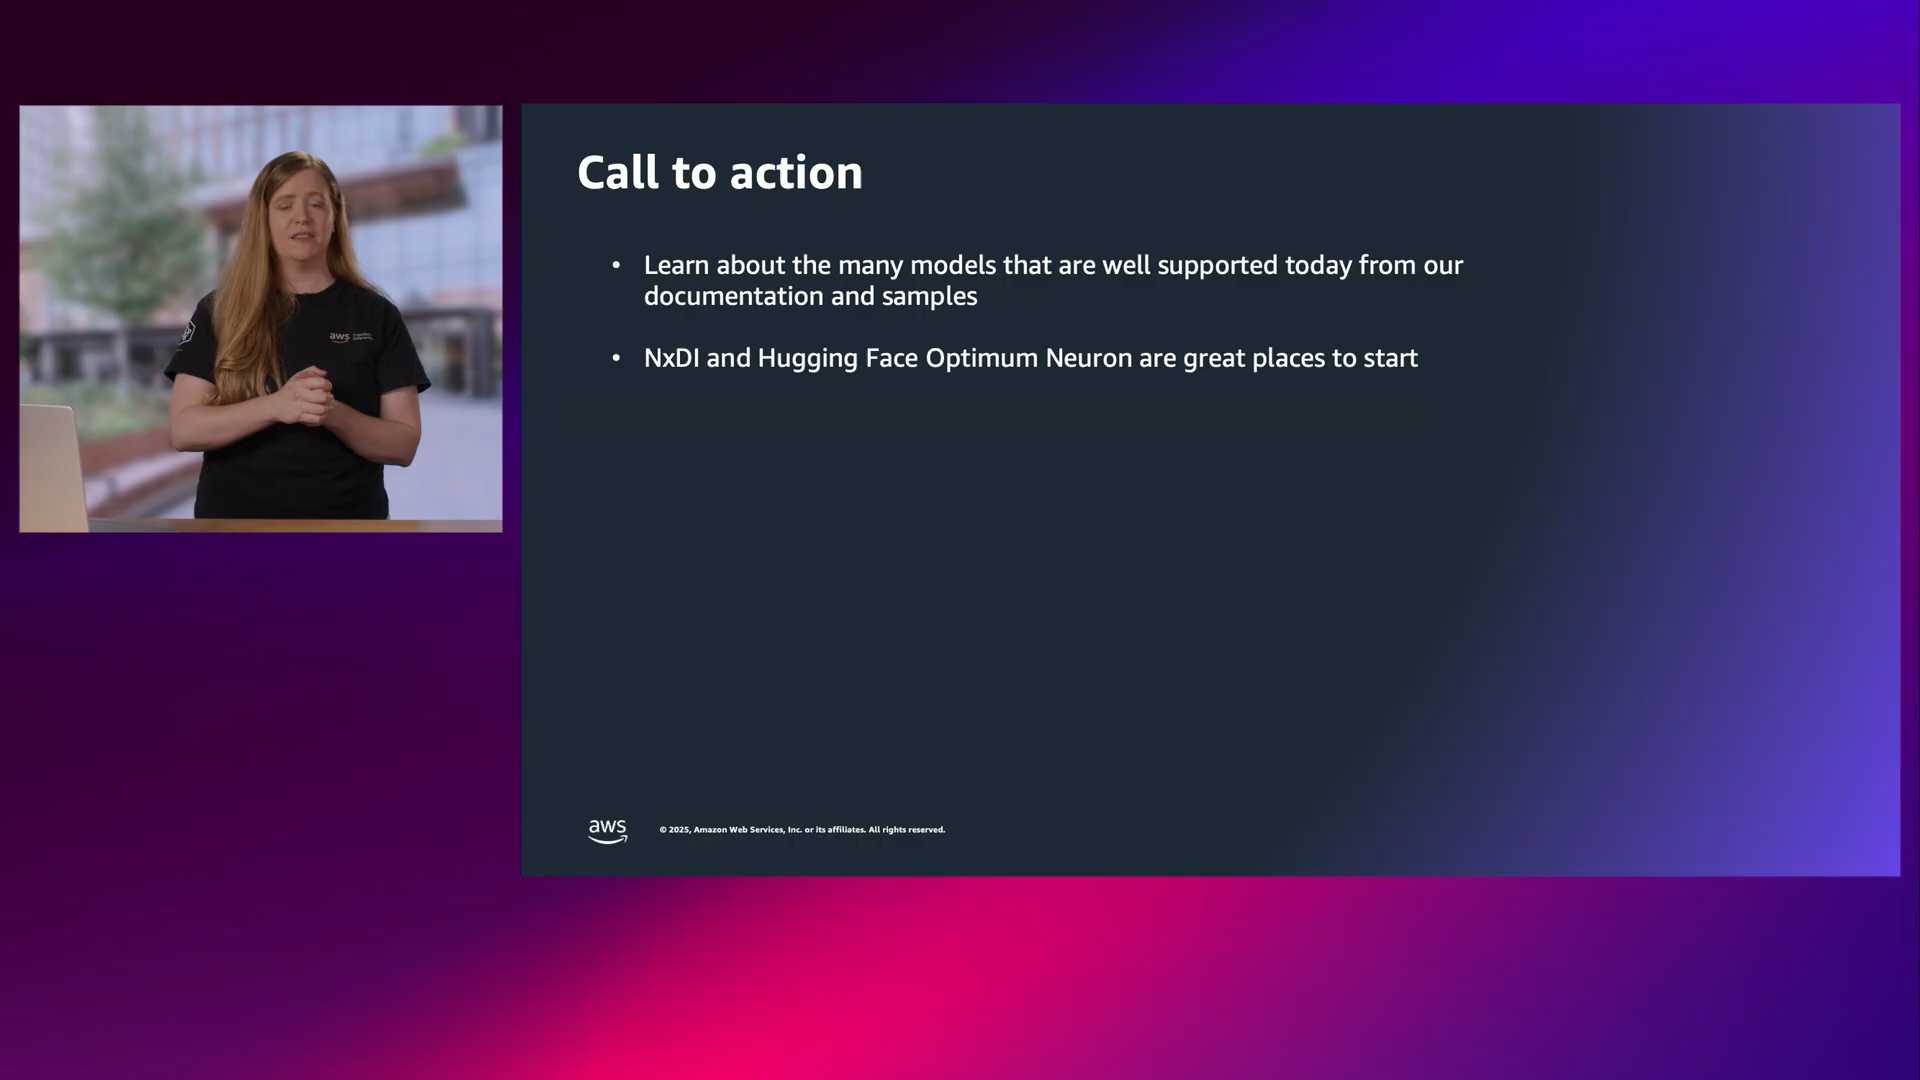 aws
Call to action
• Learn about the many models that are well supported today from our
documentation and samples
• NxDI and Hugging Face Optimum Neuron are great places to start
aws
© 2025, Amazon Web Services, Inc. or its affiliates. All rights reserved.